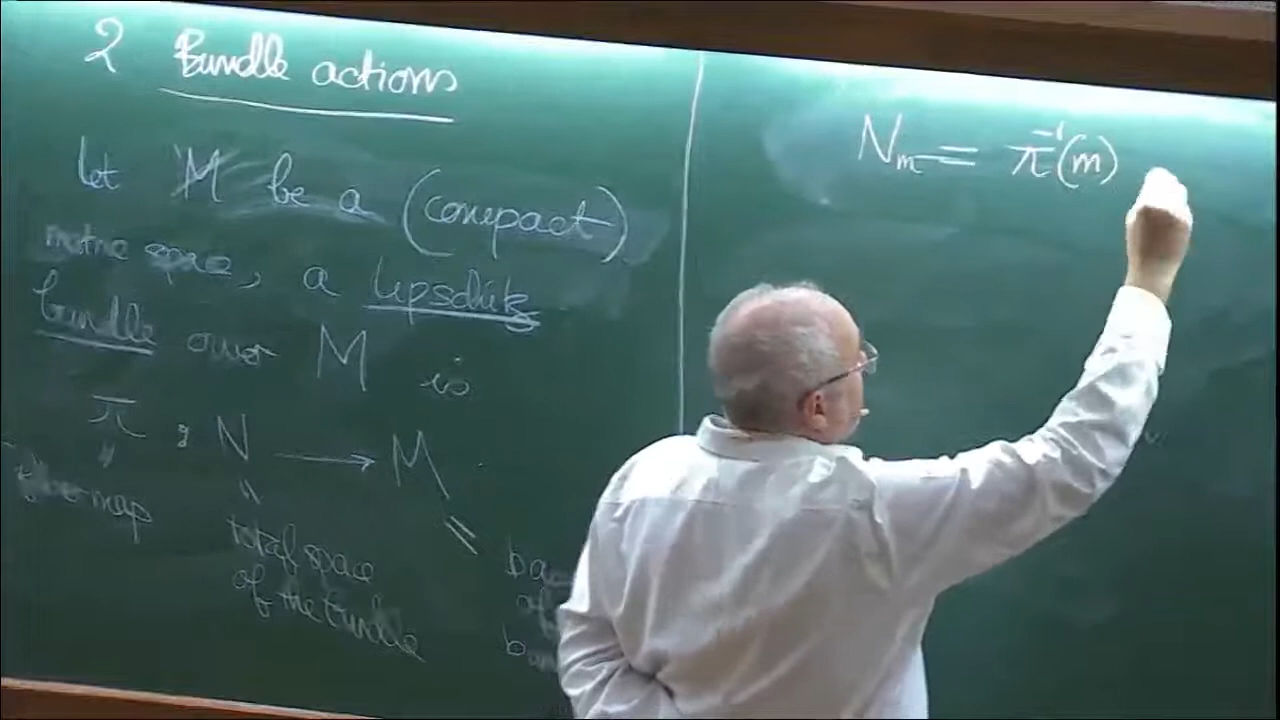 2 Bundle actions
let M be a (compact)
metric space, a Lipschitz
bundle over M is
π : N → M
fibre map
total space
of the bundle
N_m = π^{-1}(m)